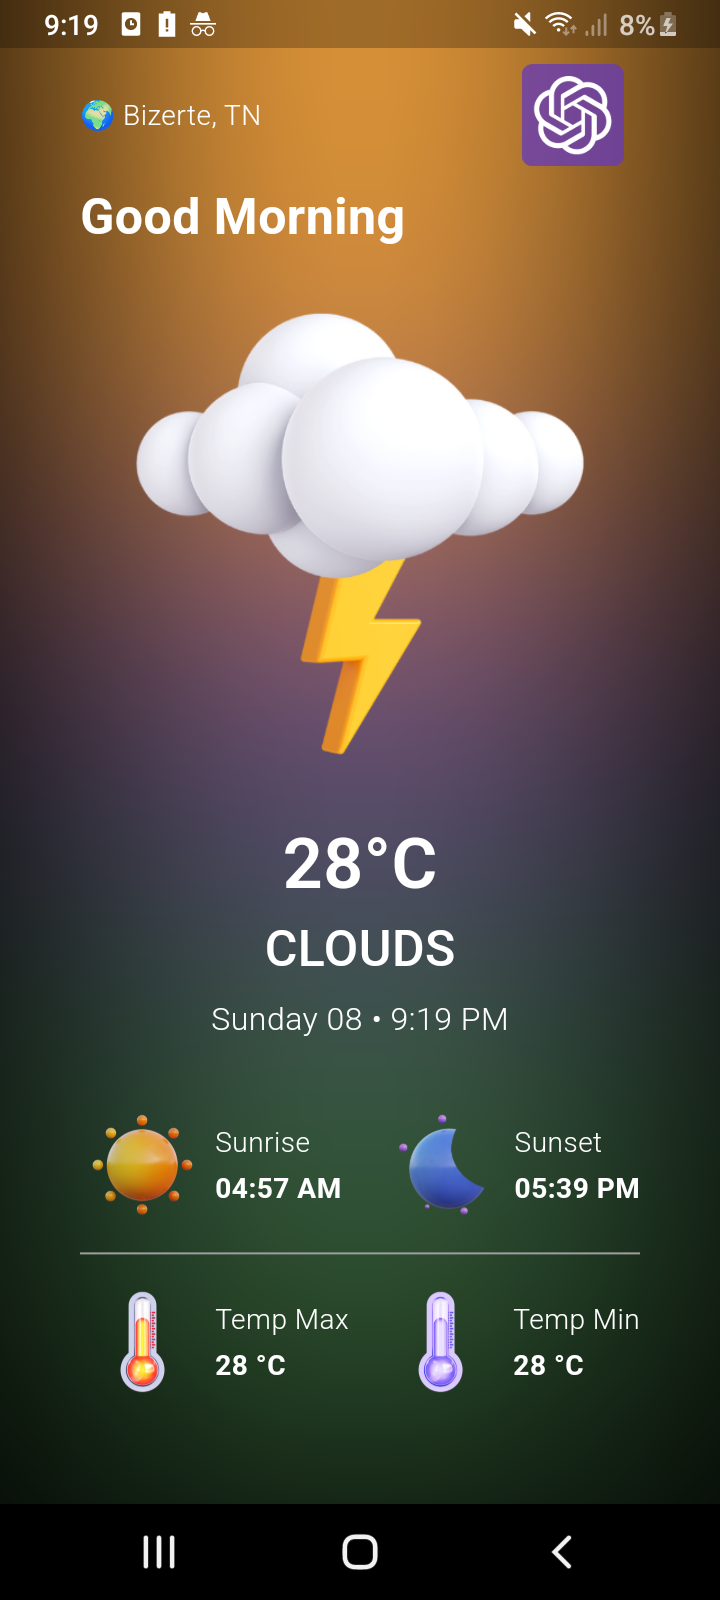 9:19 8%
Bizerte, TN
Good Morning
28°C
CLOUDS
Sunday 08 • 9:19 PM
Sunrise Sunset
04:57 AM 05:39 PM
Temp Max Temp Min
28 °C 28 °C